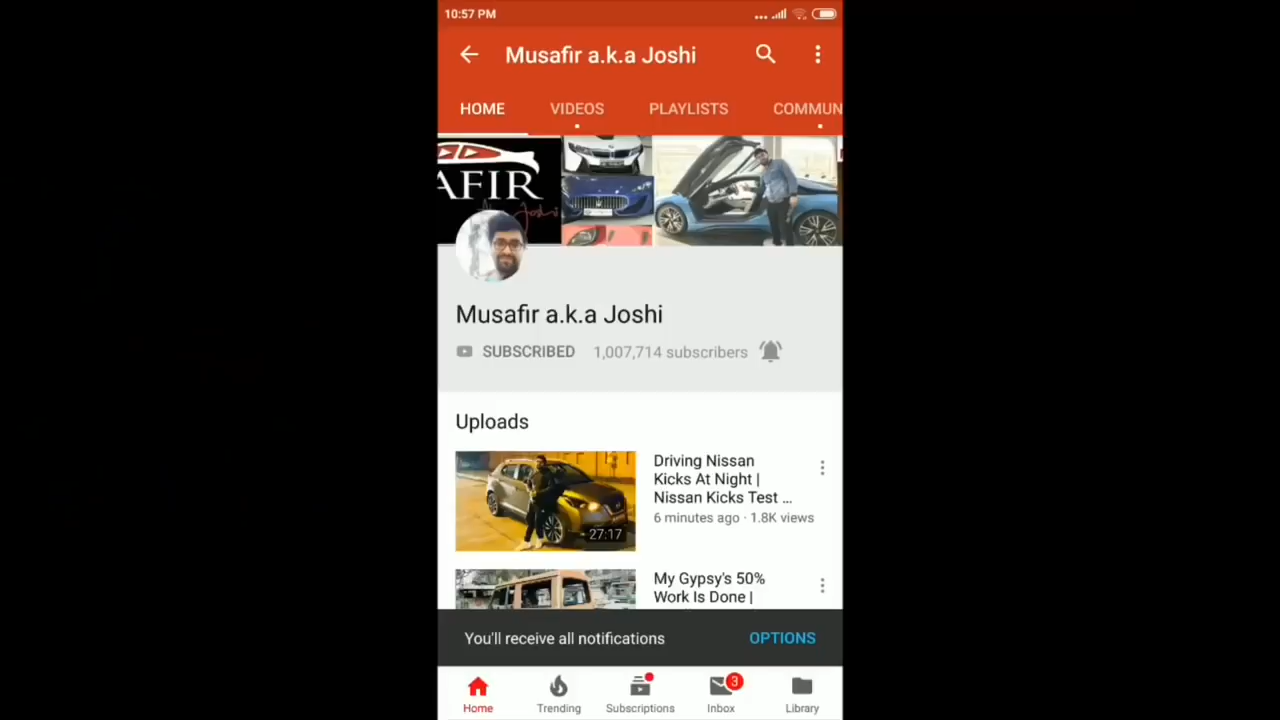 10:57 PM
Musafir a.k.a Joshi
HOME VIDEOS PLAYLISTS COMMUN
AFIR
Joshi
Musafir a.k.a Joshi
SUBSCRIBED 1,007,714 subscribers
Uploads
Driving Nissan
Kicks At Night |
Nissan Kicks Test ...
6 minutes ago · 1.8K views
27:17
My Gypsy's 50%
Work Is Done |
You'll receive all notifications OPTIONS
3
Home Trending Subscriptions Inbox Library